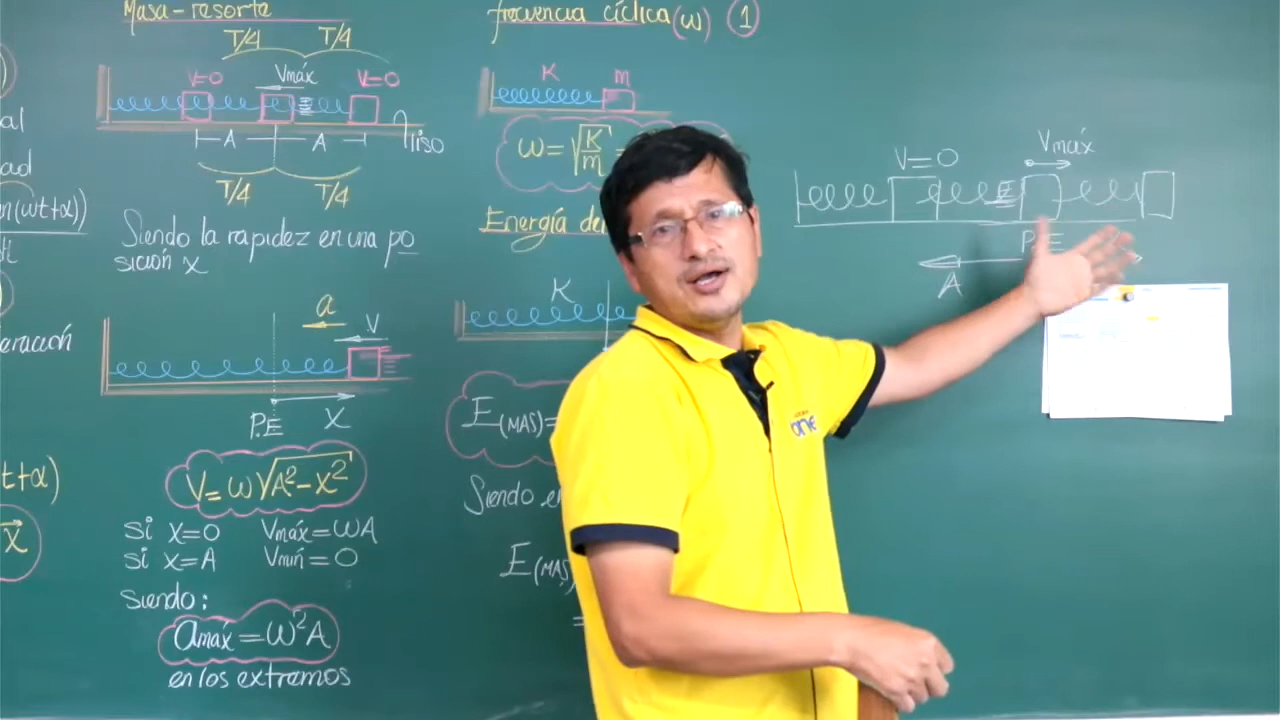 Masa-resorte
T/4 T/4
V=0 Vmáx V=0
A A liso
T/4 T/4
Siendo la rapidez en una po
sición x
a
V
P.E X
V=ω√A²-x²
si x=0 Vmáx=ωA
si x=A Vmín=0
siendo:
amax=ω²A
en los extremos
al
ad
n(ωt+α))
eración
t+α)
x
frecuencia cíclica(ω) 1
K m
ω=√K/m=
Energía de
K
E(MAS)=
Siendo
E(MAS)
=
V=0 Vmáx
P.E
A
ONE